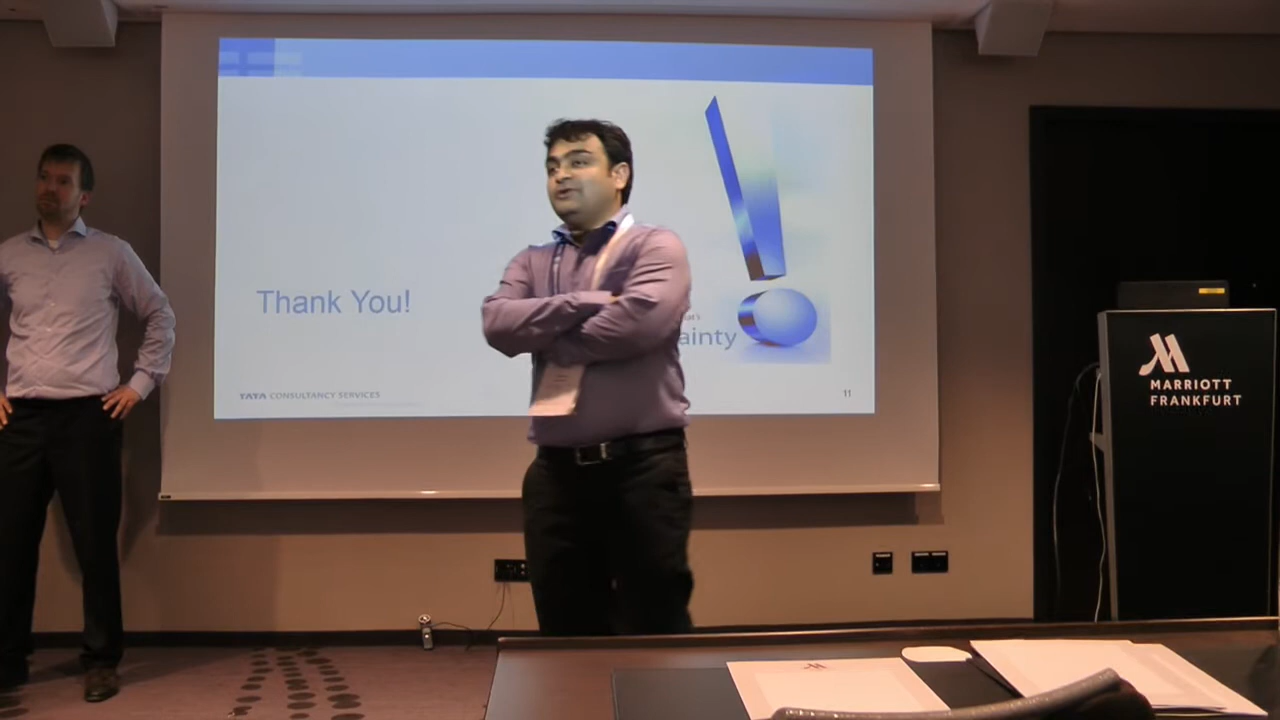 Thank You!
ainty
TATA CONSULTANCY SERVICES
11
MARRIOTT
FRANKFURT